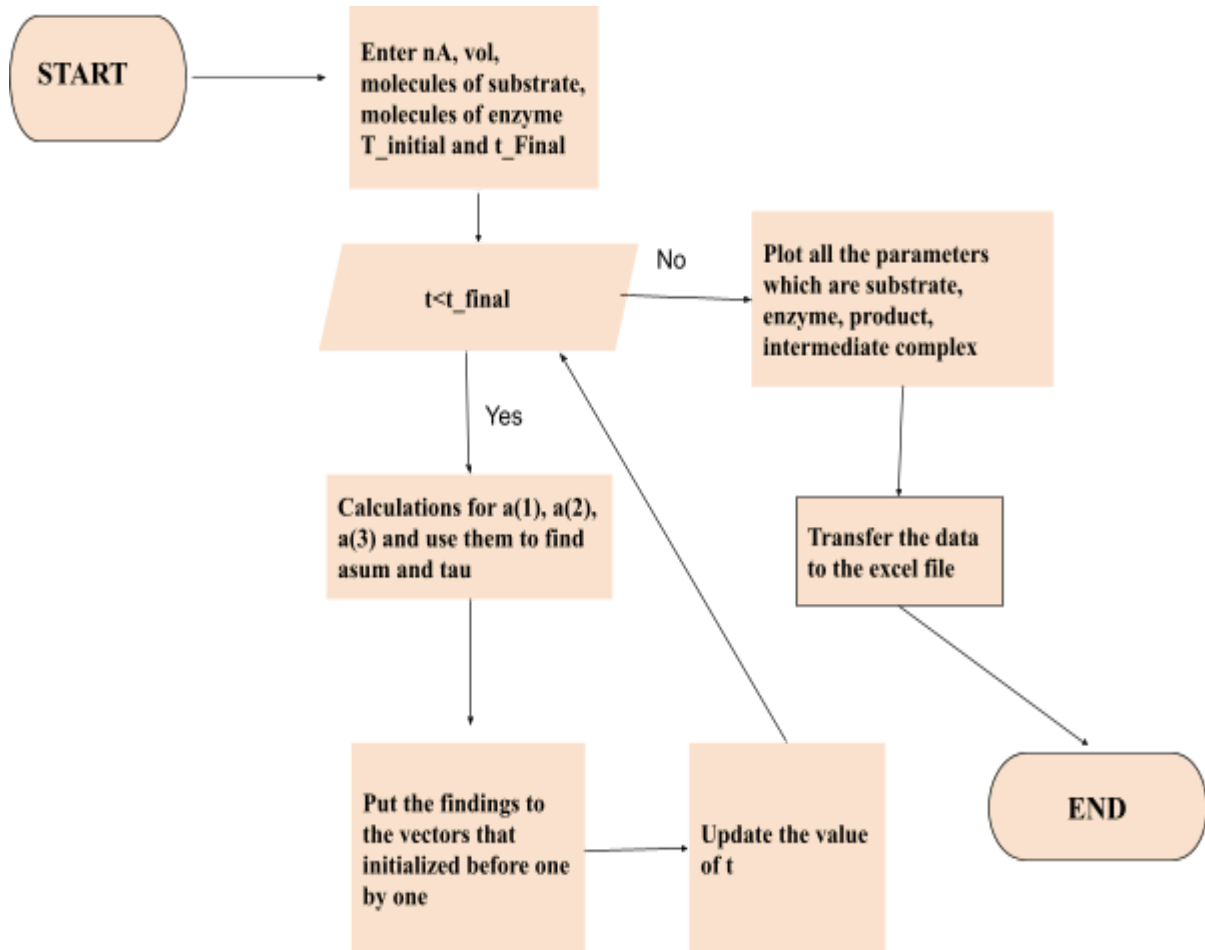 START
Enter nA, vol,
molecules of substrate,
molecules of enzyme
T_initial and t_Final
t<t_final
No
Plot all the parameters
which are substrate,
enzyme, product,
intermediate complex
Yes
Calculations for a(1), a(2),
a(3) and use them to find
asum and tau
Transfer the data
to the excel file
Put the findings to
the vectors that
initialized before one
by one
Update the value
of t
END